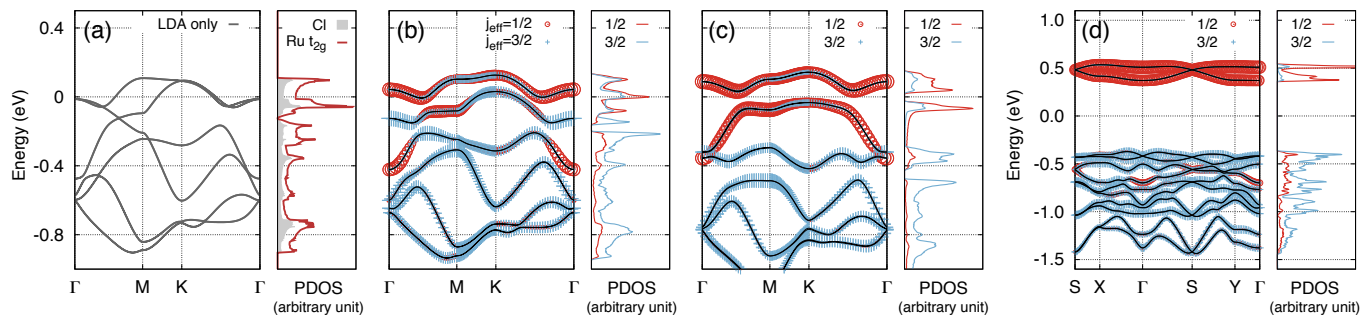 (a)
LDA only
Cl
Ru t2g
0.4
0
-0.4
-0.8
Energy (eV)
Γ M K Γ
PDOS
(arbitrary unit)
(b)
jeff=1/2
jeff=3/2
1/2
3/2
Γ M K Γ
PDOS
(arbitrary unit)
(c)
1/2
3/2
1/2
3/2
Γ M K Γ
PDOS
(arbitrary unit)
(d)
1/2
3/2
1/2
3/2
1.0
0.5
0.0
-0.5
-1.0
-1.5
Energy (eV)
S X Γ S Y Γ
PDOS
(arbitrary unit)